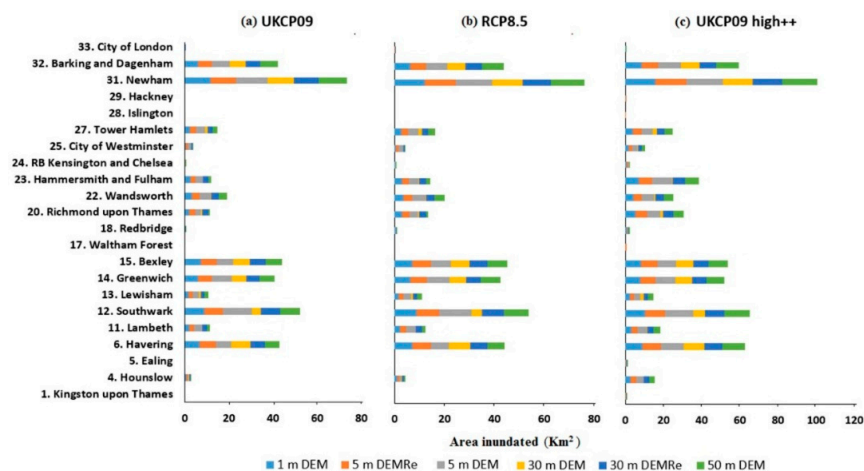 (a) UKCP09
(b) RCP8.5
(c) UKCP09 high++
33. City of London
32. Barking and Dagenham
31. Newham
29. Hackney
28. Islington
27. Tower Hamlets
25. City of Westminster
24. RB Kensington and Chelsea
23. Hammersmith and Fulham
22. Wandsworth
20. Richmond upon Thames
18. Redbridge
17. Waltham Forest
15. Bexley
14. Greenwich
13. Lewisham
12. Southwark
11. Lambeth
6. Havering
5. Ealing
4. Hounslow
1. Kingston upon Thames
0 20 40 60 80
0 20 40 60 80
0 20 40 60 80 100 120
Area inundated (Km²)
1 m DEM 5 m DEMRe 5 m DEM 30 m DEM 30 m DEMRe 50 m DEM